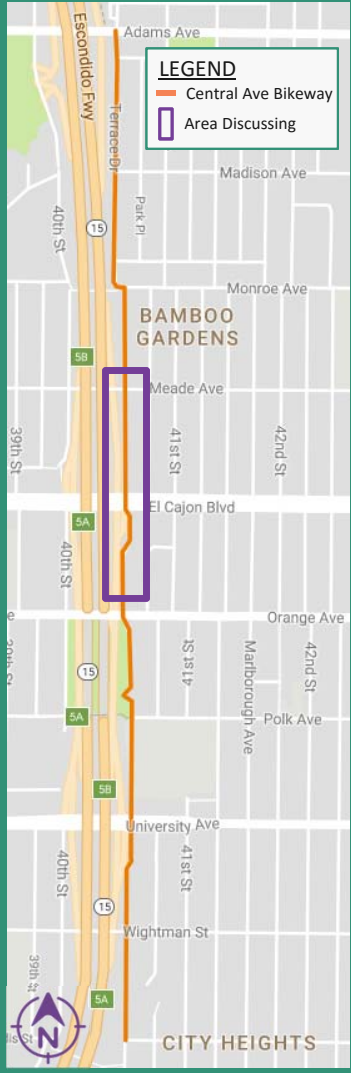 Adams Ave
Escondido Fwy
LEGEND
Central Ave Bikeway
Area Discussing
Terrace Dr
Madison Ave
Park Pl
40th St
15
Monroe Ave
BAMBOO
GARDENS
5B
Meade Ave
39th St
41st St
42nd St
El Cajon Blvd
5A
40th St
Orange Ave
41st St
Marlborough Ave
42nd St
15
5A
Polk Ave
5B
University Ave
40th St
41st St
15
Wightman St
39th St
5A
N
CITY HEIGHTS